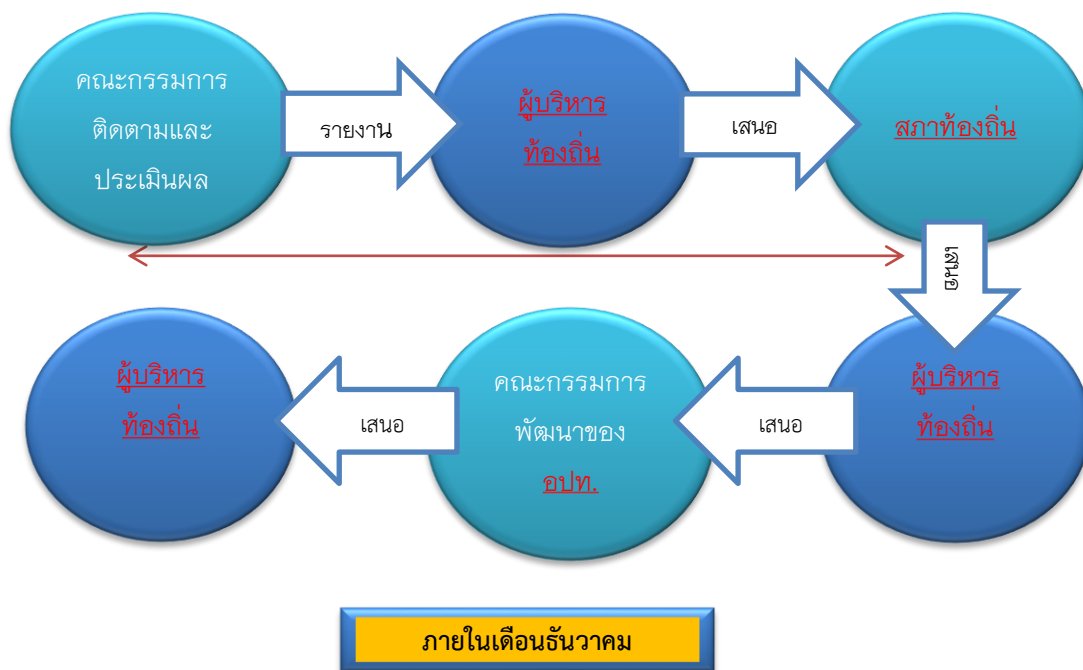 คณะกรรมการ
ติดตามและ
ประเมินผล
รายงาน
ผู้บริหาร
ท้องถิ่น
เสนอ
สภาท้องถิ่น
เสนอ
ผู้บริหาร
ท้องถิ่น
เสนอ
คณะกรรมการ
พัฒนาของ
อปท.
เสนอ
ผู้บริหาร
ท้องถิ่น
ภายในเดือนธันวาคม